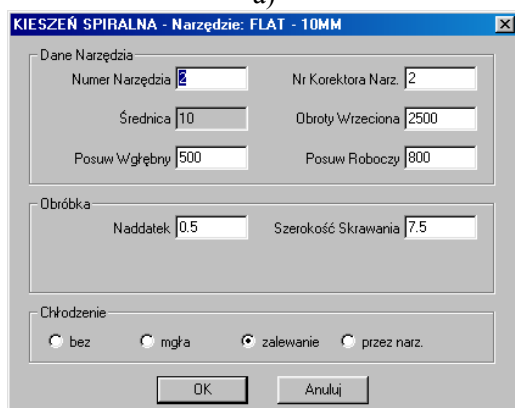 a)
KIESZEŃ SPIRALNA - Narzędzie: FLAT - 10MM
Dane Narzędzia
Numer Narzędzia 2 Nr Korektora Narz. 2
Średnica 10 Obroty Wrzeciona 2500
Posuw Wgłębny 500 Posuw Roboczy 800
Obróbka
Naddatek 0.5 Szerokość Skrawania 7.5
Chłodzenie
bez mgła zalewanie przez narz.
OK Anuluj